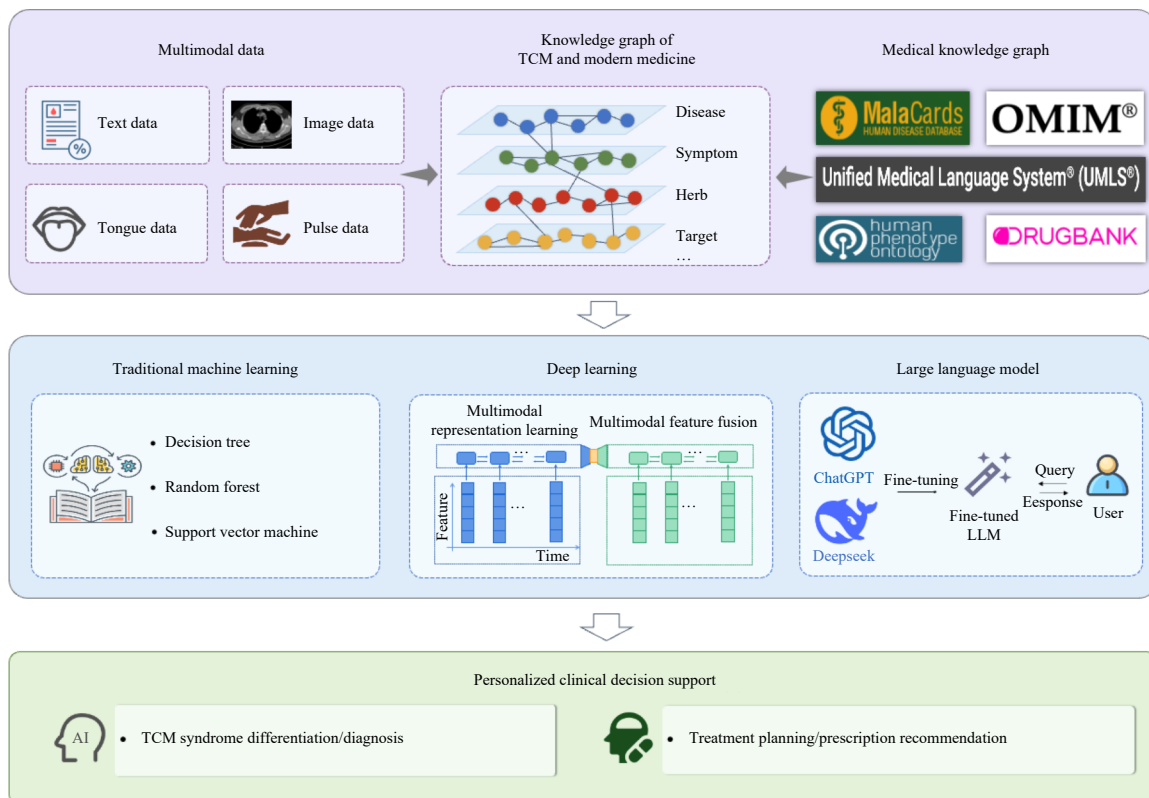 Multimodal data
Knowledge graph of
TCM and modern medicine
Medical knowledge graph
Text data
%
Image data
Tongue data
Pulse data
Disease
Symptom
Herb
Target
…
MalaCards
HUMAN DISEASE DATABASE
OMIM®
Unified Medical Language System® (UMLS®)
human
phenotype
ontology
DRUGBANK
Traditional machine learning
Deep learning
Large language model
• Decision tree
• Random forest
• Support vector machine
Multimodal
representation learning
Multimodal feature fusion
…
…
Feature
…
…
Time
ChatGPT
Deepseek
Fine-tuning
Fine-tuned
LLM
Query
Eesponse
User
Personalized clinical decision support
AI
• TCM syndrome differentiation/diagnosis
• Treatment planning/prescription recommendation